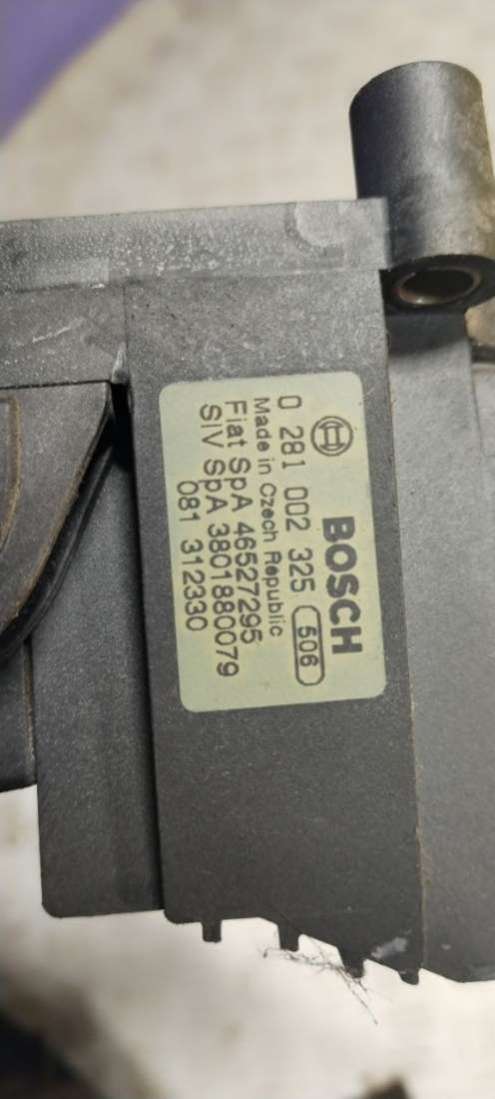 BOSCH
0 281 002 325 506
Made in Czech Republic
Fiat SpA 46527295
SIV SpA 3801880079
081 312330